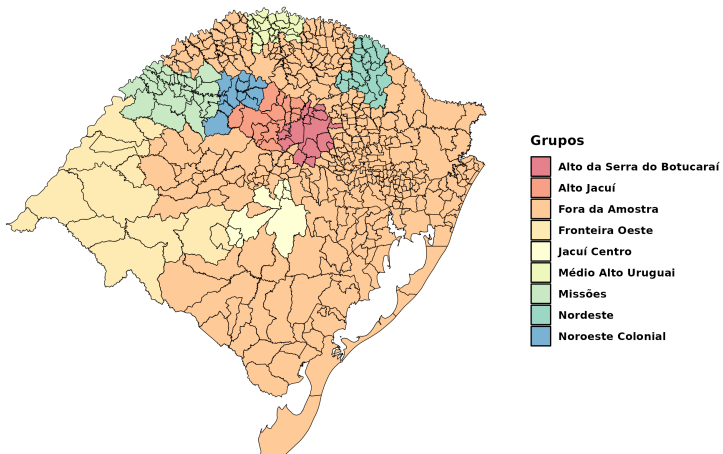 Grupos
Alto da Serra do Botucaraí
Alto Jacuí
Fora da Amostra
Fronteira Oeste
Jacuí Centro
Médio Alto Uruguai
Missões
Nordeste
Noroeste Colonial